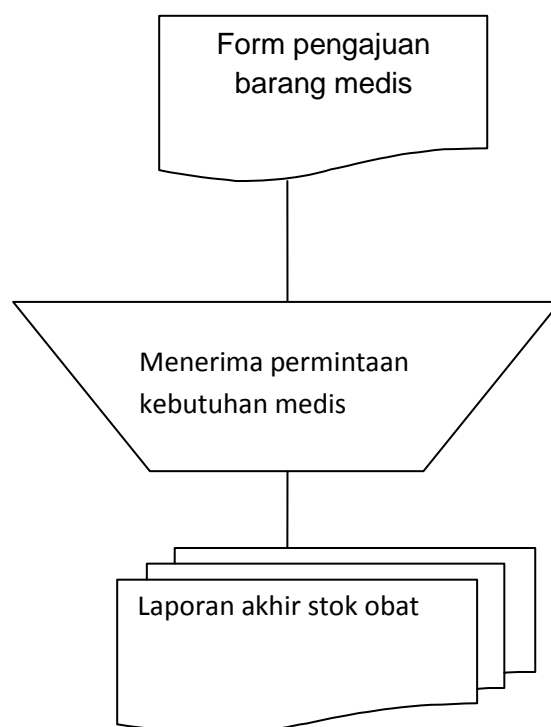 Form pengajuan
barang medis
Menerima permintaan
kebutuhan medis
Laporan akhir stok obat